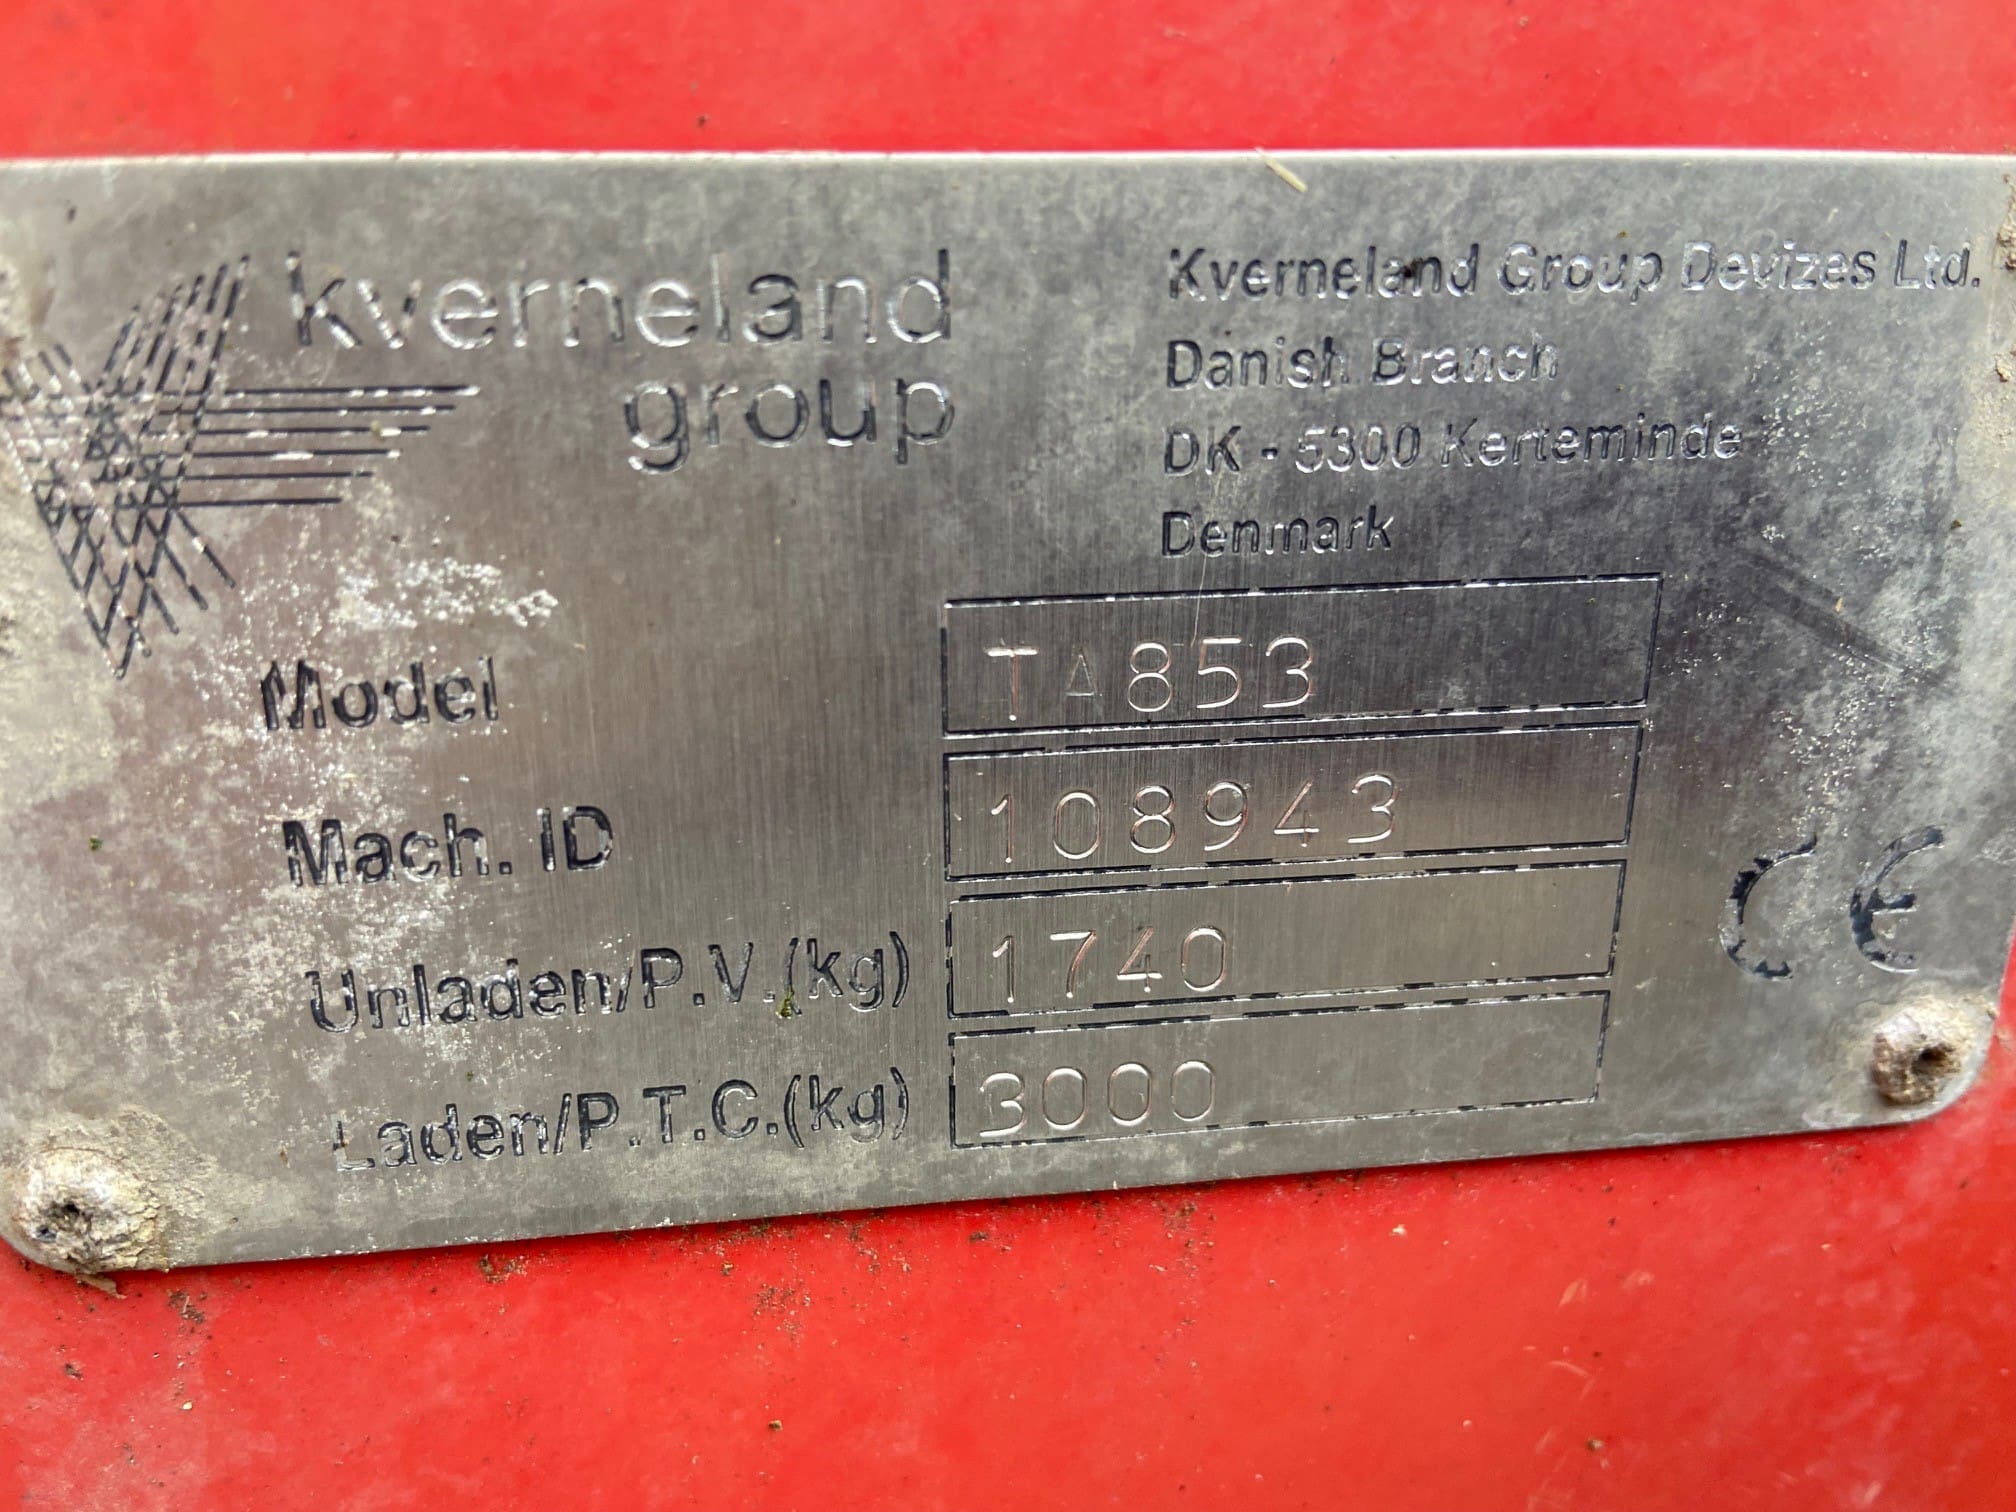 kverneland
group
Kverneland Group Devizes Ltd.
Danish Branch
DK - 5300 Kerteminde
Denmark
Model TA853
Mach. ID 108943
Unladen/P.V.(kg) 1740
Laden/P.T.C.(kg) 3000
CE